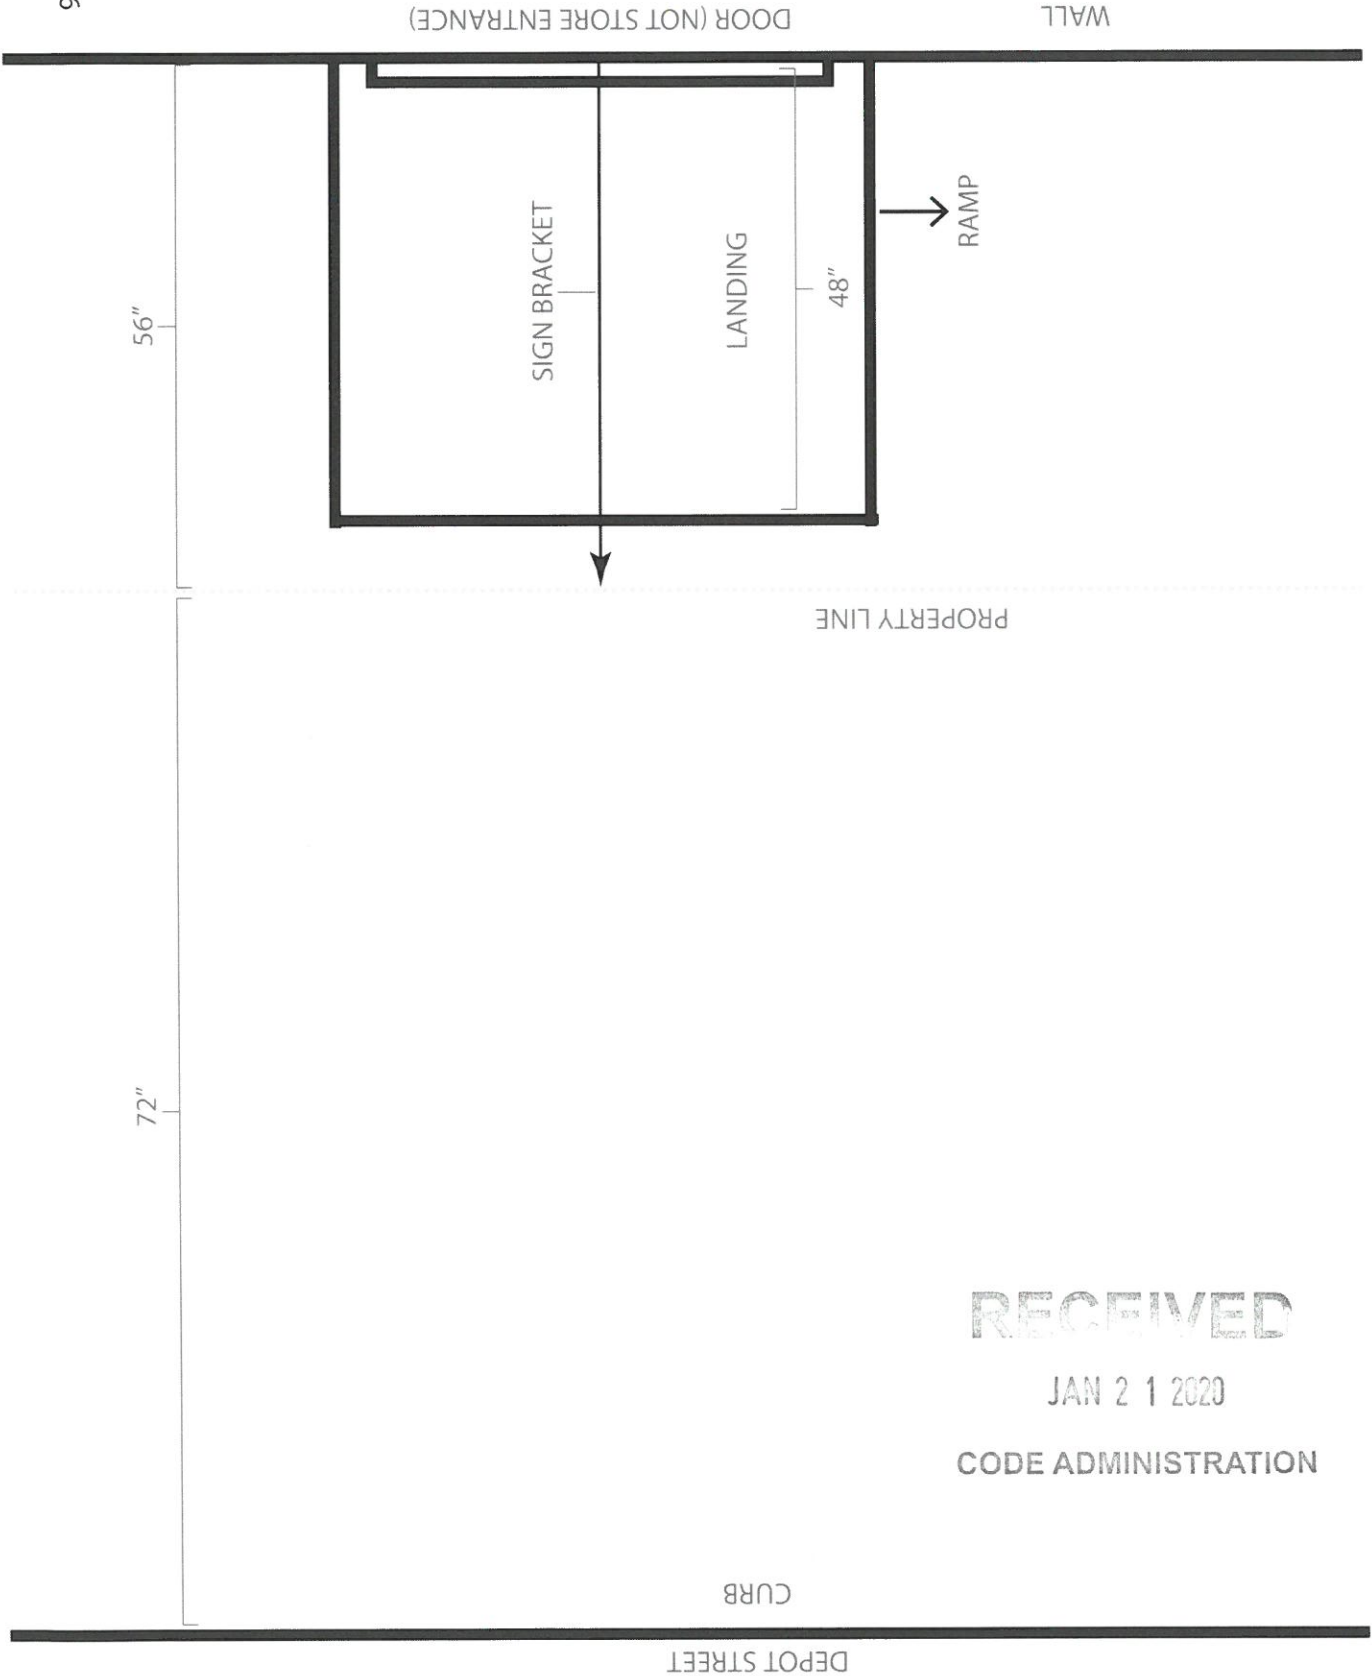 DOOR (NOT STORE ENTRANCE)
WALL
56"
SIGN BRACKET
LANDING
48"
RAMP
PROPERTY LINE
72"
RECEIVED
JAN 2 1 2020
CODE ADMINISTRATION
CURB
DEPOT STREET